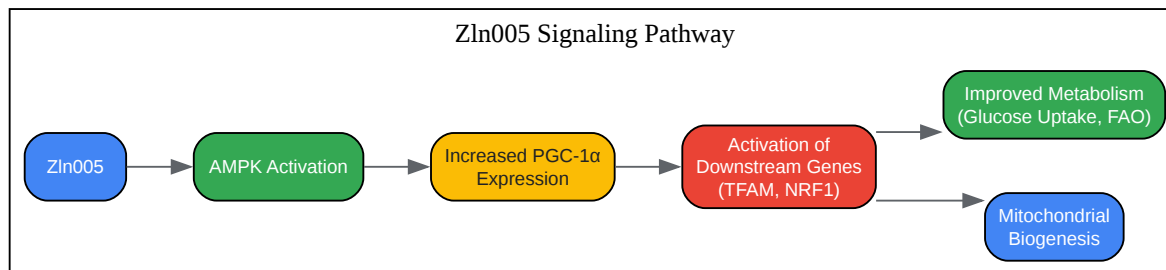 Zln005 Signaling Pathway
Zln005
AMPK Activation
Increased PGC-1α
Expression
Activation of
Downstream Genes
(TFAM, NRF1)
Improved Metabolism
(Glucose Uptake, FAO)
Mitochondrial
Biogenesis